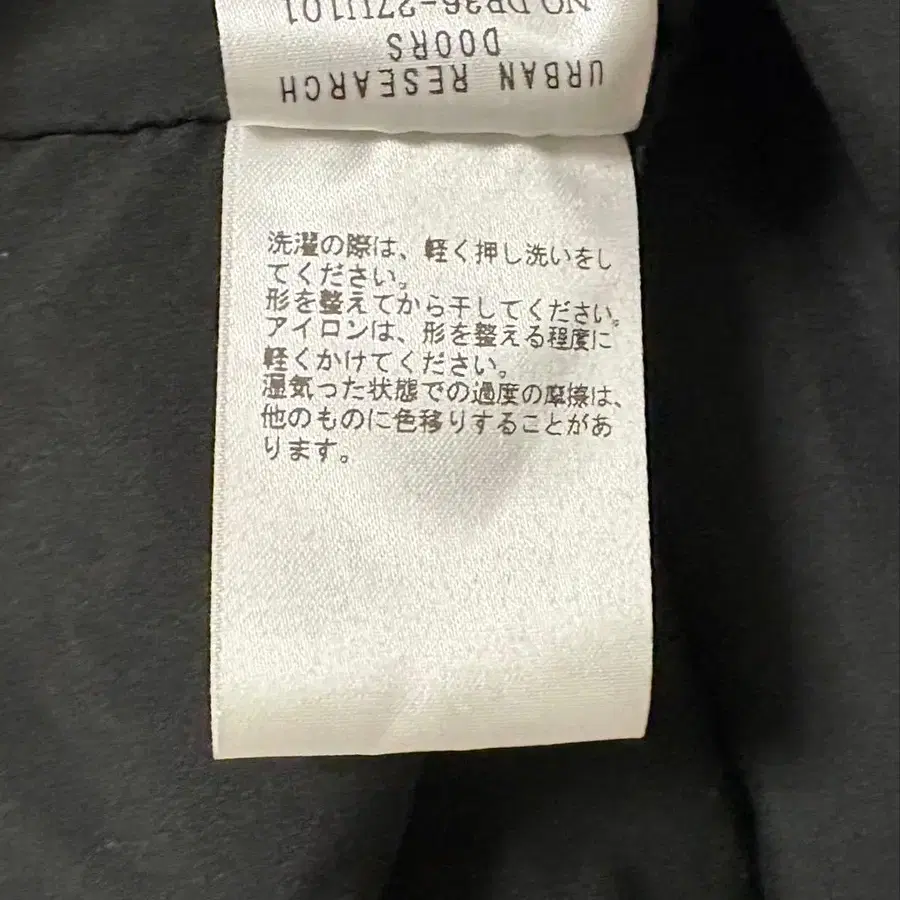 NO.DR36-27H101
DOORS
URBAN RESEARCH
洗濯の際は、軽く押し洗いをし
てください。
形を整えてから干してください。
アイロンは、形を整える程度に
軽くかけてください。
湿気った状態での過度の摩擦は、
他のものに色移りすることがあ
ります。